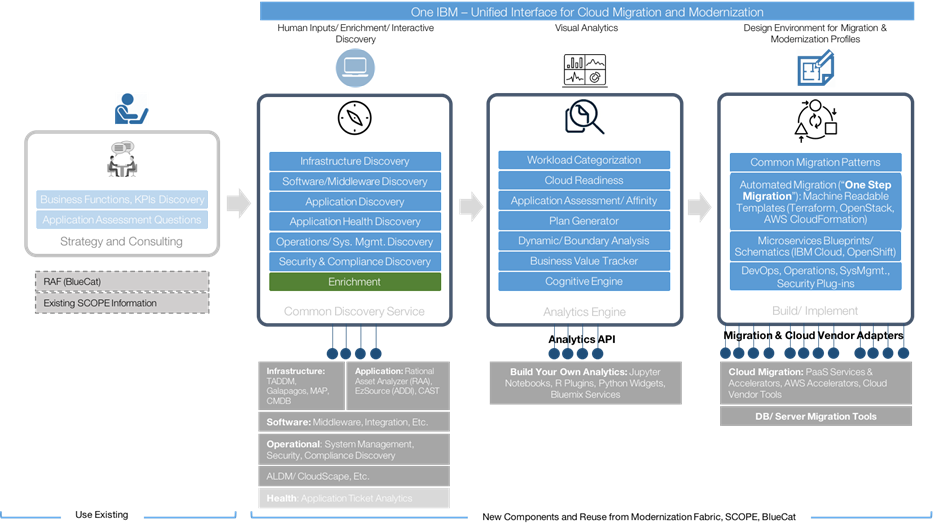 One IBM – Unified Interface for Cloud Migration and Modernization
Human Inputs/ Enrichment/ Interactive
Discovery
Visual Analytics
Design Environment for Migration &
Modernization Profiles
Business Functions, KPIs Discovery
Application Assessment Questions
Strategy and Consulting
RAF (BlueCat)
Existing SCOPE Information
Infrastructure Discovery
Software/Middleware Discovery
Application Discovery
Application Health Discovery
Operations/ Sys. Mgmt. Discovery
Security & Compliance Discovery
Enrichment
Common Discovery Service
Workload Categorization
Cloud Readiness
Application Assessment/ Affinity
Plan Generator
Dynamic/ Boundary Analysis
Business Value Tracker
Cognitive Engine
Analytics Engine
Common Migration Patterns
Automated Migration (“One Step
Migration”): Machine Readable
Templates (Terraform, OpenStack,
AWS CloudFormation)
Microservices Blueprints/
Schematics (IBM Cloud, OpenShift)
DevOps, Operations, SysMgmt.,
Security Plug-ins
Build/ Implement
Infrastructure:
TADDM,
Galapagos, MAP,
CMDB
Application: Rational
Asset Analyzer (RAA),
EzSource (ADDI), CAST
Software: Middleware, Integration, Etc.
Operational: System Management,
Security, Compliance Discovery
ALDM/ CloudScape, Etc.
Health: Application Ticket Analytics
Analytics API
Build Your Own Analytics: Jupyter
Notebooks, R Plugins, Python Widgets,
Bluemix Services
Migration & Cloud Vendor Adapters
Cloud Migration: PaaS Services &
Accelerators, AWS Accelerators, Cloud
Vendor Tools
DB/ Server Migration Tools
Use Existing
New Components and Reuse from Modernization Fabric, SCOPE, BlueCat